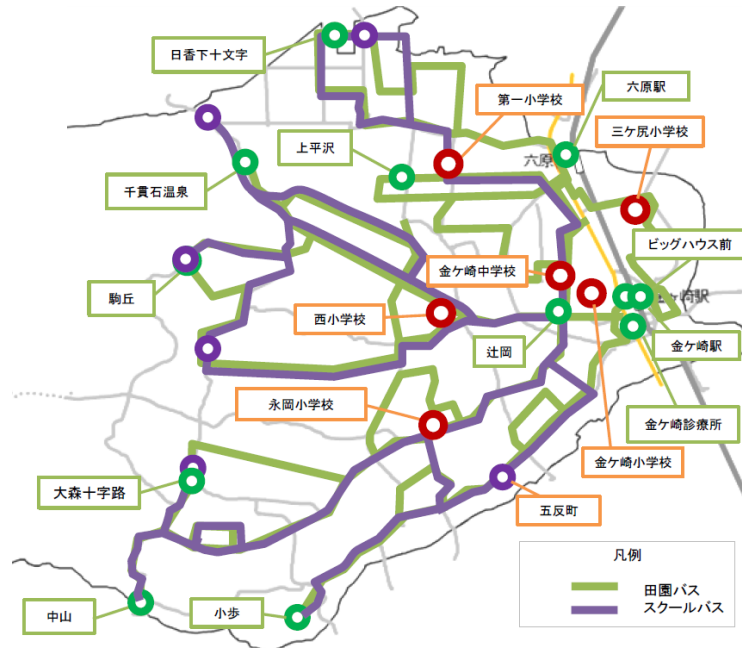 日香下十文字
第一小学校
六原駅
三ケ尻小学校
上平沢
六原
千貫石温泉
ビッグハウス前
金ケ崎中学校
駒丘
西小学校
辻岡
金ケ崎駅
永岡小学校
金ケ崎診療所
金ケ崎小学校
大森十字路
五反町
中山
小歩
凡例
田園バス
スクールバス